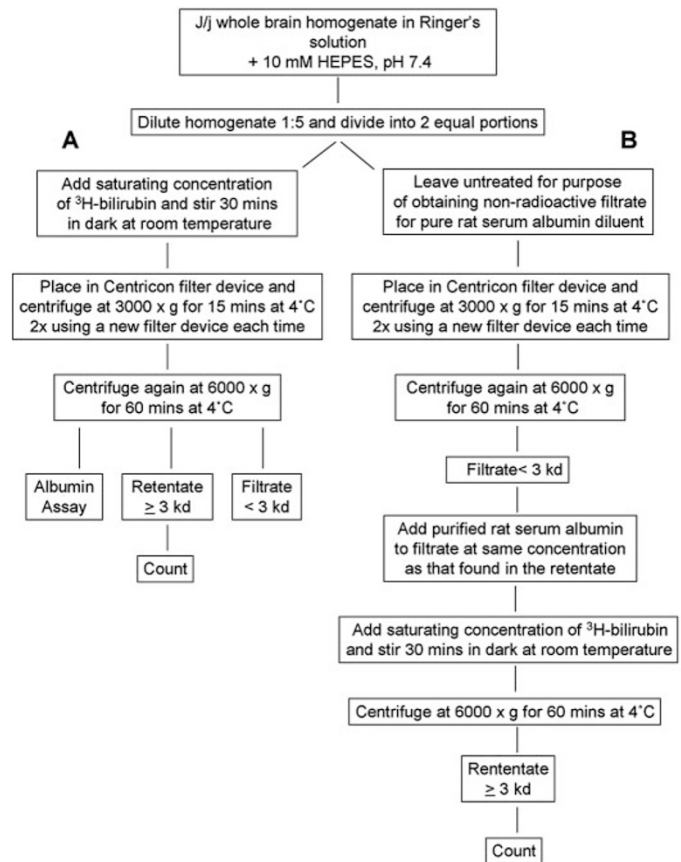 J/j whole brain homogenate in Ringer's
solution
+ 10 mM HEPES, pH 7.4
Dilute homogenate 1:5 and divide into 2 equal portions
A
Add saturating concentration
of ³H-bilirubin and stir 30 mins
in dark at room temperature
Place in Centricon filter device and
centrifuge at 3000 x g for 15 mins at 4˚C
2x using a new filter device each time
Centrifuge again at 6000 x g
for 60 mins at 4˚C
Albumin
Assay
Retentate
≥ 3 kd
Filtrate
< 3 kd
Count
B
Leave untreated for purpose
of obtaining non-radioactive filtrate
for pure rat serum albumin diluent
Place in Centricon filter device and
centrifuge at 3000 x g for 15 mins at 4˚C
2x using a new filter device each time
Centrifuge again at 6000 x g
for 60 mins at 4˚C
Filtrate< 3 kd
Add purified rat serum albumin
to filtrate at same concentration
as that found in the retentate
Add saturating concentration of ³H-bilirubin
and stir 30 mins in dark at room temperature
Centrifuge at 6000 x g for 60 mins at 4˚C
Rententate
≥ 3 kd
Count